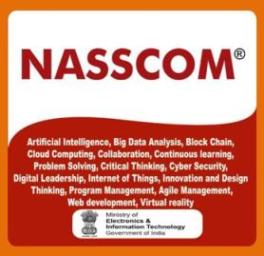 NASSCOM®
Artificial Intelligence, Big Data Analysis, Block Chain,
Cloud Computing, Collaboration, Continuous learning,
Problem Solving, Critical Thinking, Cyber Security,
Digital Leadership, Internet of Things, Innovation and Design
Thinking, Program Management, Agile Management,
Web development, Virtual reality
Ministry of
Electronics &
Information Technology
Government of India